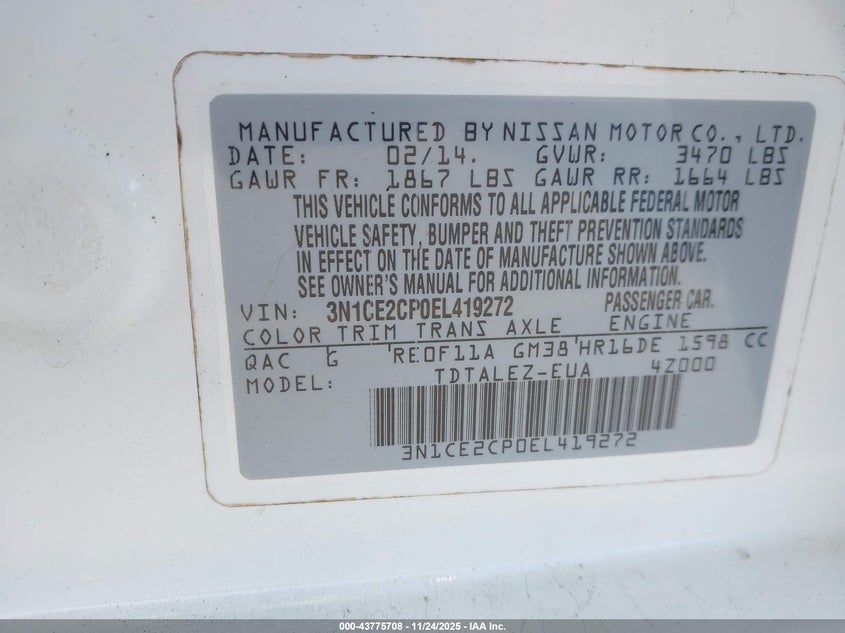 MANUFACTURED BY NISSAN MOTOR CO., LTD.
DATE: 02/14. GVWR: 3470 LBS
GAWR FR: 1867 LBS GAWR RR: 1664 LBS
THIS VEHICLE CONFORMS TO ALL APPLICABLE FEDERAL MOTOR
VEHICLE SAFETY, BUMPER AND THEFT PREVENTION STANDARDS
IN EFFECT ON THE DATE OF MANUFACTURE SHOWN ABOVE.
SEE OWNER'S MANUAL FOR ADDITIONAL INFORMATION.
VIN: 3N1CE2CP0EL419272 PASSENGER CAR.
COLOR TRIM TRANS AXLE ENGINE
QAC G RE0F11A GM38 HR16DE 1598 CC
MODEL: TDTALEZ-EUA 4Z000
3N1CE2CP0EL419272
000-43775708 - 11/24/2025 - IAA Inc.